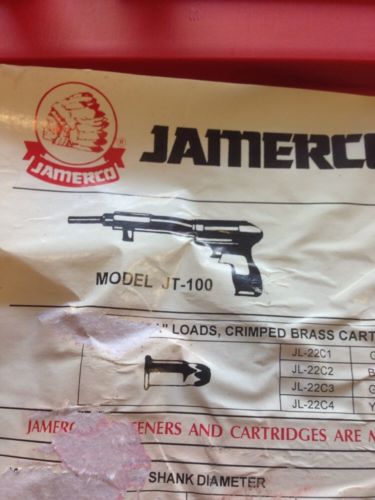 JAMERCO
JAMERCO
®
MODEL JT-100
LOADS, CRIMPED BRASS CART
JL-22C1 G
JL-22C2 B
JL-22C3 G
JL-22C4 Y
JAMERC ENERS AND CARTRIDGES ARE M
SHANK DIAMETER